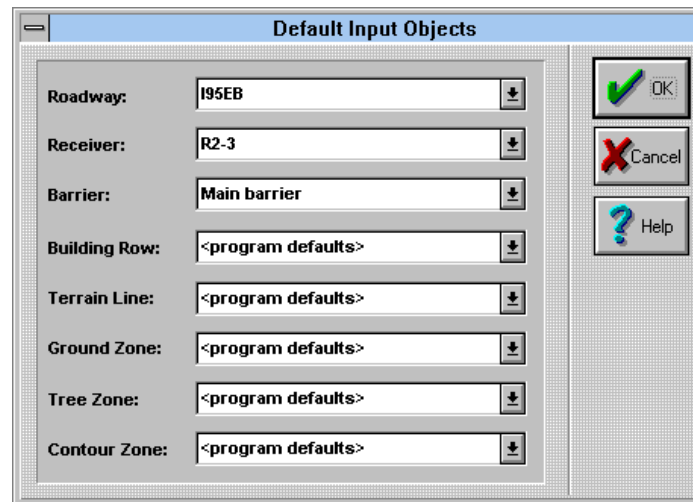 Default Input Objects
Roadway: I95EB
Receiver: R2-3
Barrier: Main barrier
Building Row: <program defaults>
Terrain Line: <program defaults>
Ground Zone: <program defaults>
Tree Zone: <program defaults>
Contour Zone: <program defaults>
OK
Cancel
Help